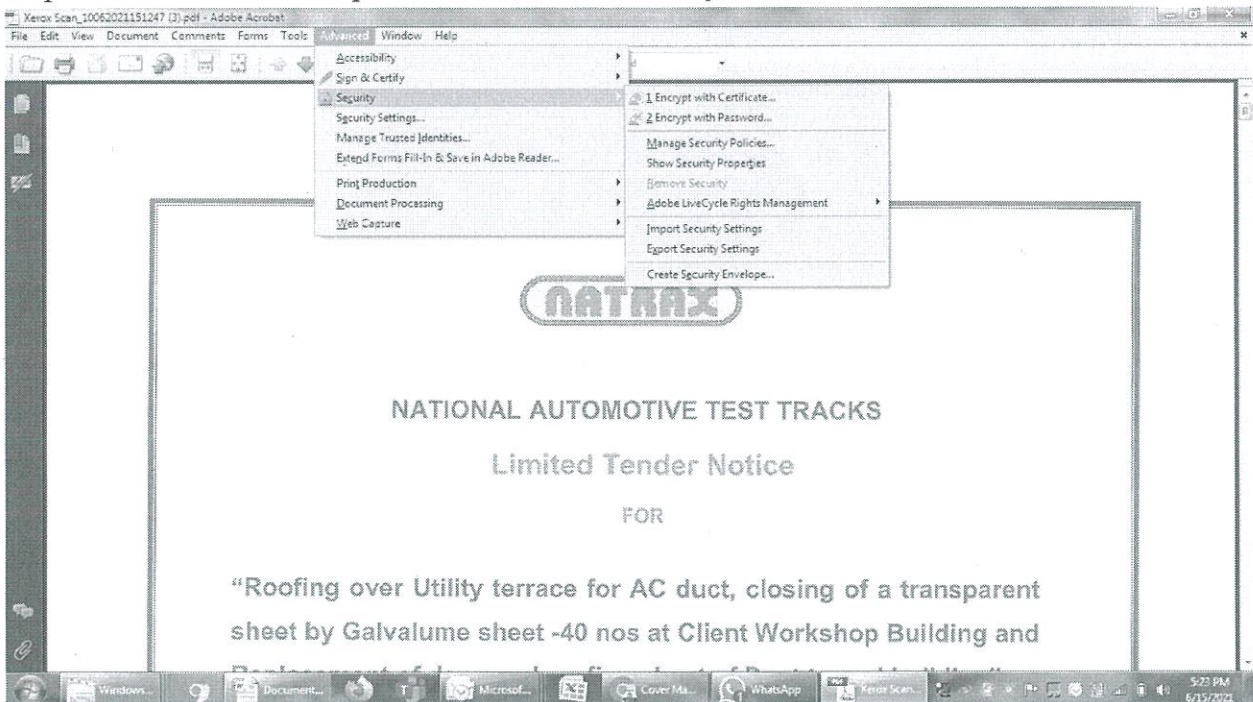 Xerox Scan_10062021151247 (3).pdf - Adobe Acrobat
File Edit View Document Comments Forms Tools Advanced Window Help
Accessibility
Sign & Certify
Security
Security Settings...
Manage Trusted Identities...
Extend Forms Fill-In & Save in Adobe Reader...
Print Production
Document Processing
Web Capture
1 Encrypt with Certificate...
2 Encrypt with Password...
Manage Security Policies...
Show Security Properties
Remove Security
Adobe LiveCycle Rights Management
Import Security Settings
Export Security Settings
Create Security Envelope...
NATRAX
NATIONAL AUTOMOTIVE TEST TRACKS
Limited Tender Notice
FOR
“Roofing over Utility terrace for AC duct, closing of a transparent
sheet by Galvalume sheet -40 nos at Client Workshop Building and
Windows... Document... Microsof... Cover Ma... WhatsApp Xerox Scan... 5:23 PM
6/15/2021